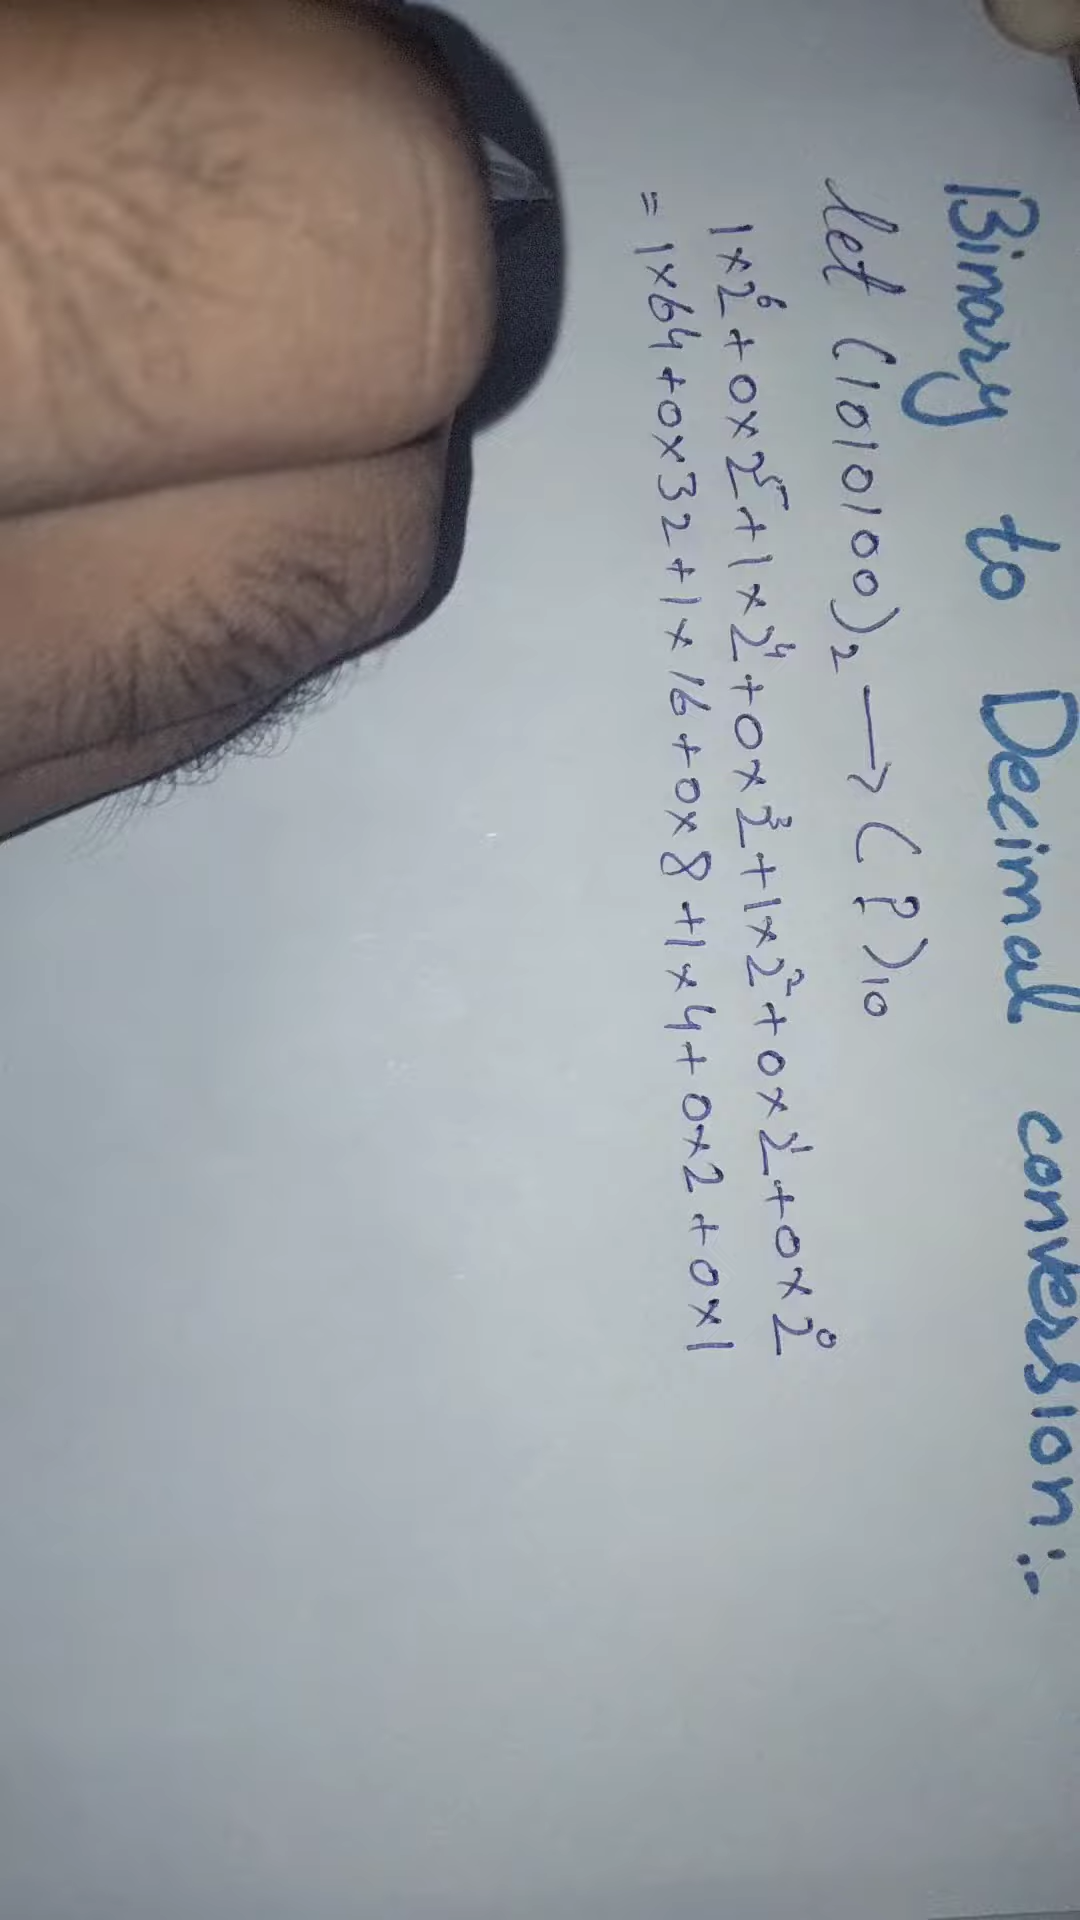 Binary to Decimal conversion:-
let (1010100)₂ → (?)₁₀
1×2⁶+0×2⁵+1×2⁴+0×2³+1×2²+0×2¹+0×2⁰
= 1×64+0×32+1×16+0×8+1×4+0×2+0×1